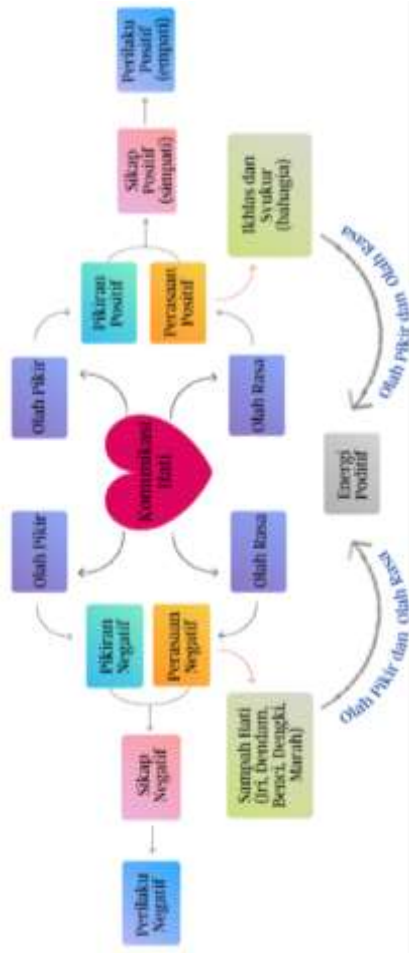 Olah Pikir
Olah Pikir
Perilaku
Negatif
Sikap
Negatif
Pikiran
Negatif
Perasaan
Negatif
Komunikasi
Hati
Pikiran
Positif
Perasaan
Positif
Sikap
Positif
(simpati)
Perilaku
Positif
(empati)
Olah Rasa
Olah Rasa
Sampah Hati
(Iri, Dendam,
Benci, Dengki,
Marah)
Ikhlas dan
Syukur
(bahagia)
Energi
Poditif
Olah Pikir dan Olah Rasa
Olah Pikir dan Olah Rasa